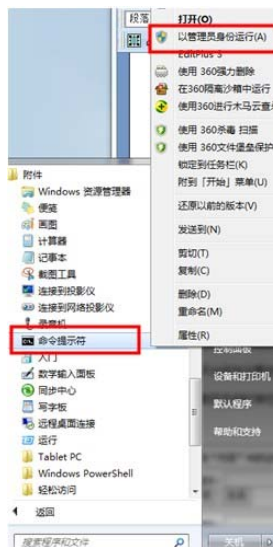 段落
打开(O)
以管理员身份运行(A)
EditPlus 3
使用 360强力删除
在360隔离沙箱中运行
使用360进行木马云查
使用 360杀毒 扫描
使用 360文件堡垒保护
锁定到任务栏(K)
附到「开始」菜单(U)
还原以前的版本(V)
发送到(N)
剪切(T)
复制(C)
删除(D)
重命名(M)
属性(R)
附件
Windows 资源管理器
便笺
画图
计算器
记事本
截图工具
连接到投影仪
连接到网络投影仪
录音机
命令提示符
入门
数学输入面板
同步中心
写字板
远程桌面连接
运行
Tablet PC
Windows PowerShell
轻松访问
返回
搜索程序和文件
控制面板
设备和打印机
默认程序
帮助和支持
关机